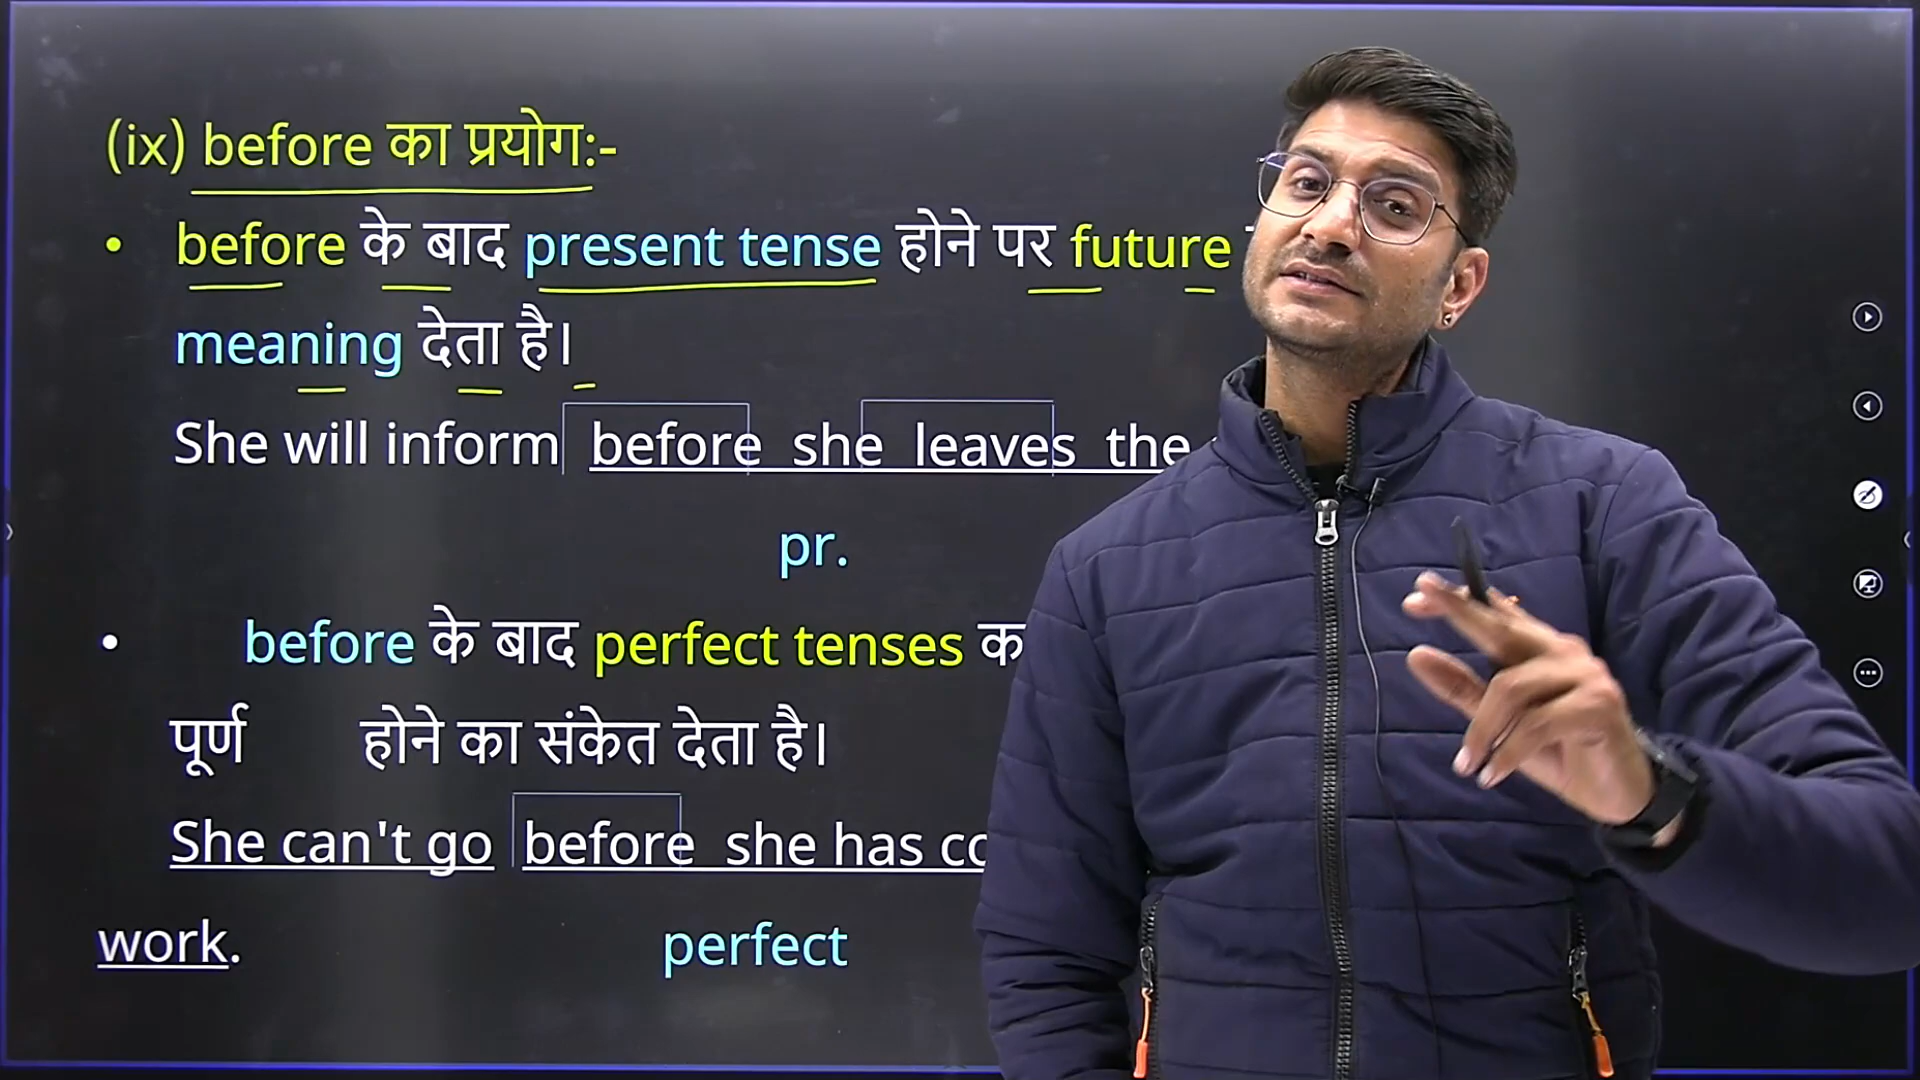 (ix) before का प्रयोग:-
• before के बाद present tense होने पर future
meaning देता है।
She will inform before she leaves the
pr.
• before के बाद perfect tenses
पूर्ण होने का संकेत देता है।
She can't go before she has
work.
perfect